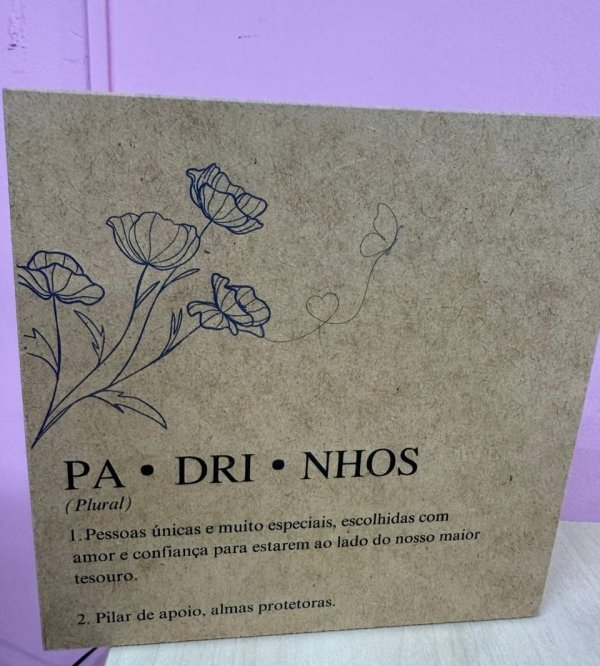 PA • DRI • NHOS
(Plural)
1.Pessoas únicas e muito especiais, escolhidas com
amor e confiança para estarem ao lado do nosso maior
tesouro.
2. Pilar de apoio, almas protetoras.